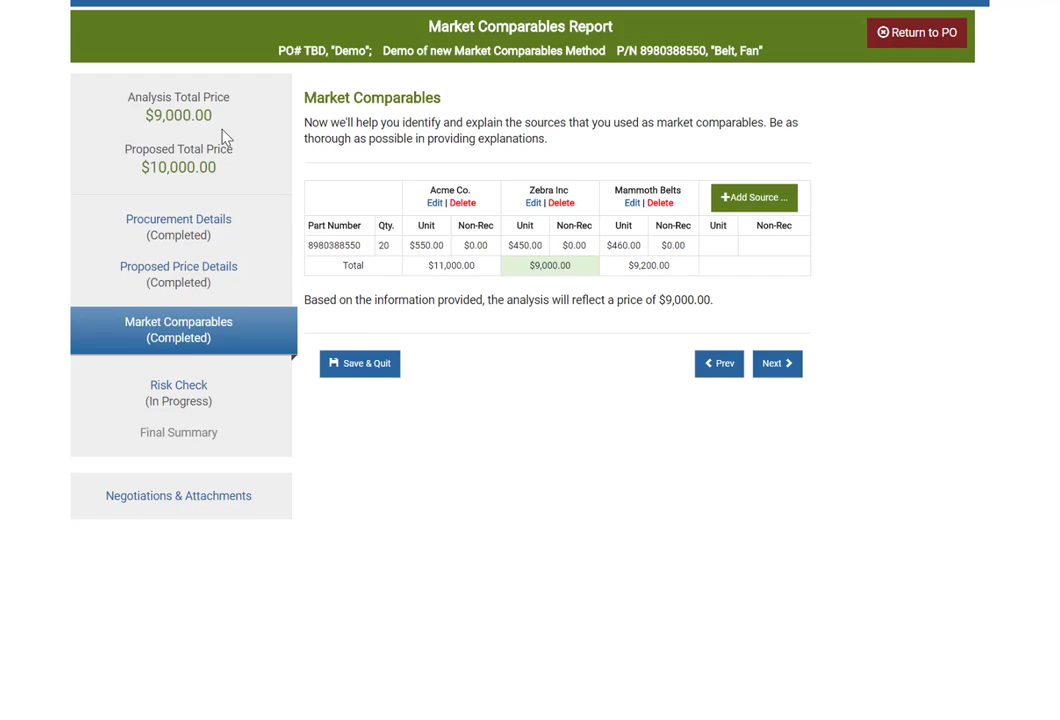 Market Comparables Report
Return to PO
PO# TBD, "Demo"; Demo of new Market Comparables Method P/N 8980388550, "Belt, Fan"
Analysis Total Price
$9,000.00
Proposed Total Price
$10,000.00
Procurement Details
(Completed)
Proposed Price Details
(Completed)
Market Comparables
(Completed)
Risk Check
(In Progress)
Final Summary
Negotiations & Attachments
Market Comparables
Now we'll help you identify and explain the sources that you used as market comparables. Be as
thorough as possible in providing explanations.
Acme Co. Zebra Inc Mammoth Belts
Edit | Delete Edit | Delete Edit | Delete
+Add Source ...
Part Number Qty. Unit Non-Rec Unit Non-Rec Unit Non-Rec Unit Non-Rec
8980388550 20 $550.00 $0.00 $450.00 $0.00 $460.00 $0.00
Total $11,000.00 $9,000.00 $9,200.00
Based on the information provided, the analysis will reflect a price of $9,000.00.
Save & Quit
Prev
Next